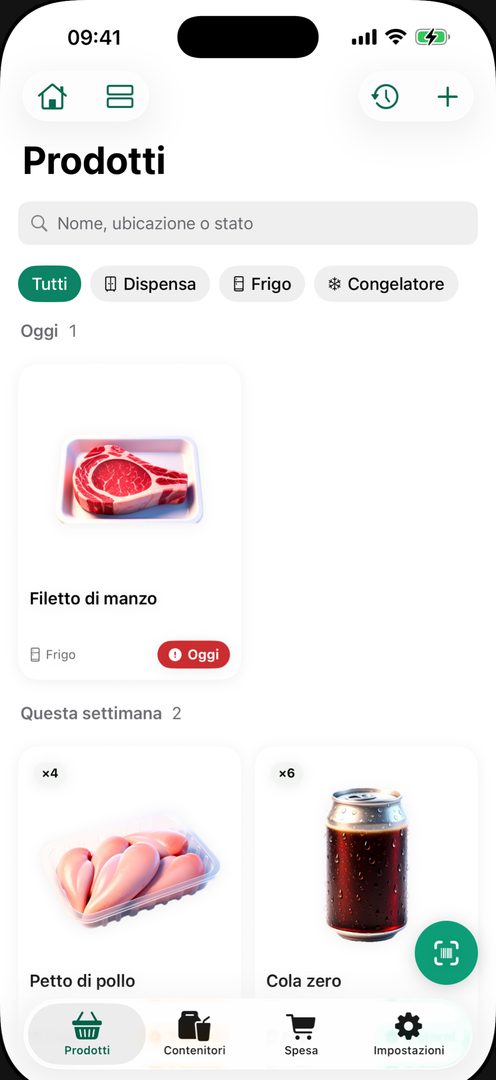 09:41
Prodotti
Nome, ubicazione o stato
Tutti Dispensa Frigo Congelatore
Oggi 1
Filetto di manzo
Frigo Oggi
Questa settimana 2
×4 ×6
Petto di pollo Cola zero
Prodotti Contenitori Spesa Impostazioni